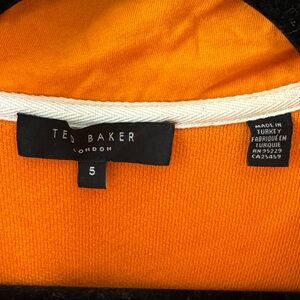 TED BAKER
LONDON
5
MADE IN
TURKEY
FABRIQUÉ EN
TURQUIE
RN 95229
CA 25459